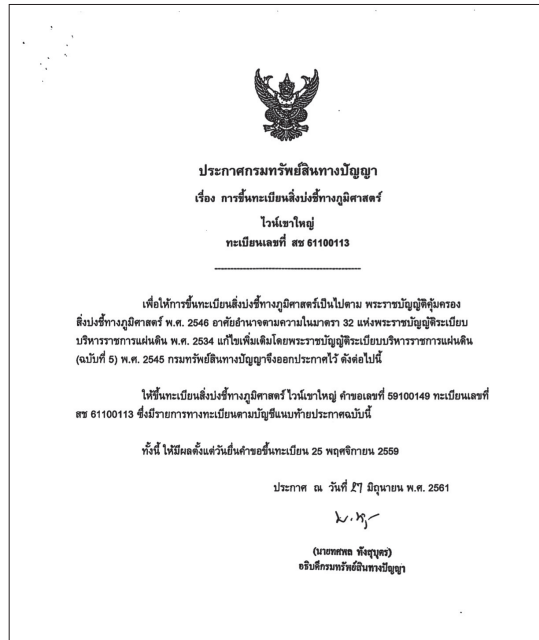 ประกาศกรมทรัพย์สินทางปัญญา
เรื่อง การขึ้นทะเบียนสิ่งบ่งชี้ทางภูมิศาสตร์
ไวน์เขาใหญ่
ทะเบียนเลขที่ สช 61100113
----------------------------------------------
เพื่อให้การขึ้นทะเบียนสิ่งบ่งชี้ทางภูมิศาสตร์เป็นไปตาม พระราชบัญญัติคุ้มครอง
สิ่งบ่งชี้ทางภูมิศาสตร์ พ.ศ. 2546 อาศัยอำนาจตามความในมาตรา 32 แห่งพระราชบัญญัติระเบียบ
บริหารราชการแผ่นดิน พ.ศ. 2534 แก้ไขเพิ่มเติมโดยพระราชบัญญัติระเบียบบริหารราชการแผ่นดิน
(ฉบับที่ 5) พ.ศ. 2545 กรมทรัพย์สินทางปัญญาจึงออกประกาศไว้ ดังต่อไปนี้
ให้ขึ้นทะเบียนสิ่งบ่งชี้ทางภูมิศาสตร์ ไวน์เขาใหญ่ คำขอเลขที่ 59100149 ทะเบียนเลขที่
สช 61100113 ซึ่งมีรายการทางทะเบียนตามบัญชีแนบท้ายประกาศฉบับนี้
ทั้งนี้ ให้มีผลตั้งแต่วันยื่นคำขอขึ้นทะเบียน 25 พฤศจิกายน 2559
ประกาศ ณ วันที่ 27 มิถุนายน พ.ศ. 2561
(นายทศพล ทังสุบุตร)
อธิบดีกรมทรัพย์สินทางปัญญา